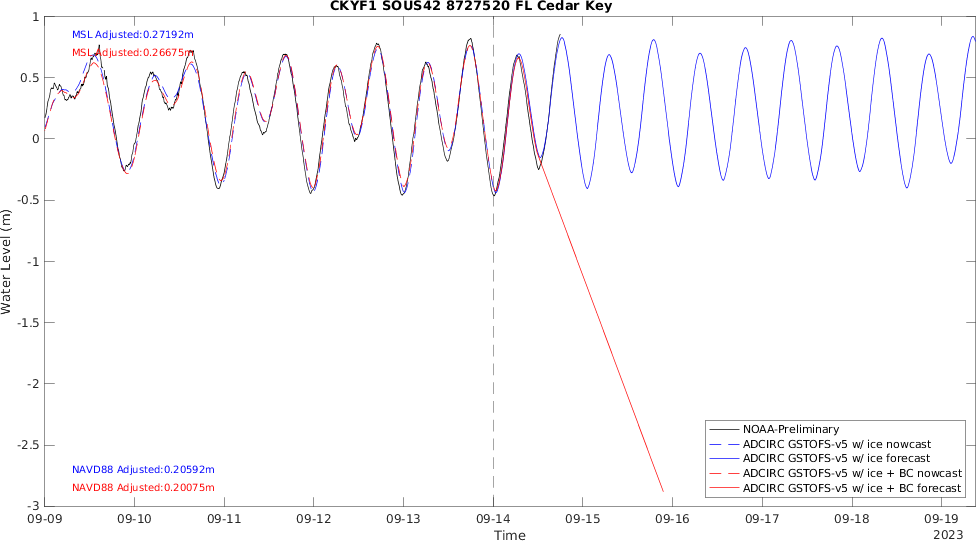 CKYF1 SOUS42 8727520 FL Cedar Key
MSL Adjusted:0.27192m
MSL Adjusted:0.26675m
1
0.5
0
-0.5
-1
-1.5
-2
-2.5
-3
Water Level (m)
NAVD88 Adjusted:0.20592m
NAVD88 Adjusted:0.20075m
NOAA-Preliminary
ADCIRC GSTOFS-v5 w/ ice nowcast
ADCIRC GSTOFS-v5 w/ ice forecast
ADCIRC GSTOFS-v5 w/ ice + BC nowcast
ADCIRC GSTOFS-v5 w/ ice + BC forecast
09-09 09-10 09-11 09-12 09-13 09-14 09-15 09-16 09-17 09-18 09-19
2023
Time